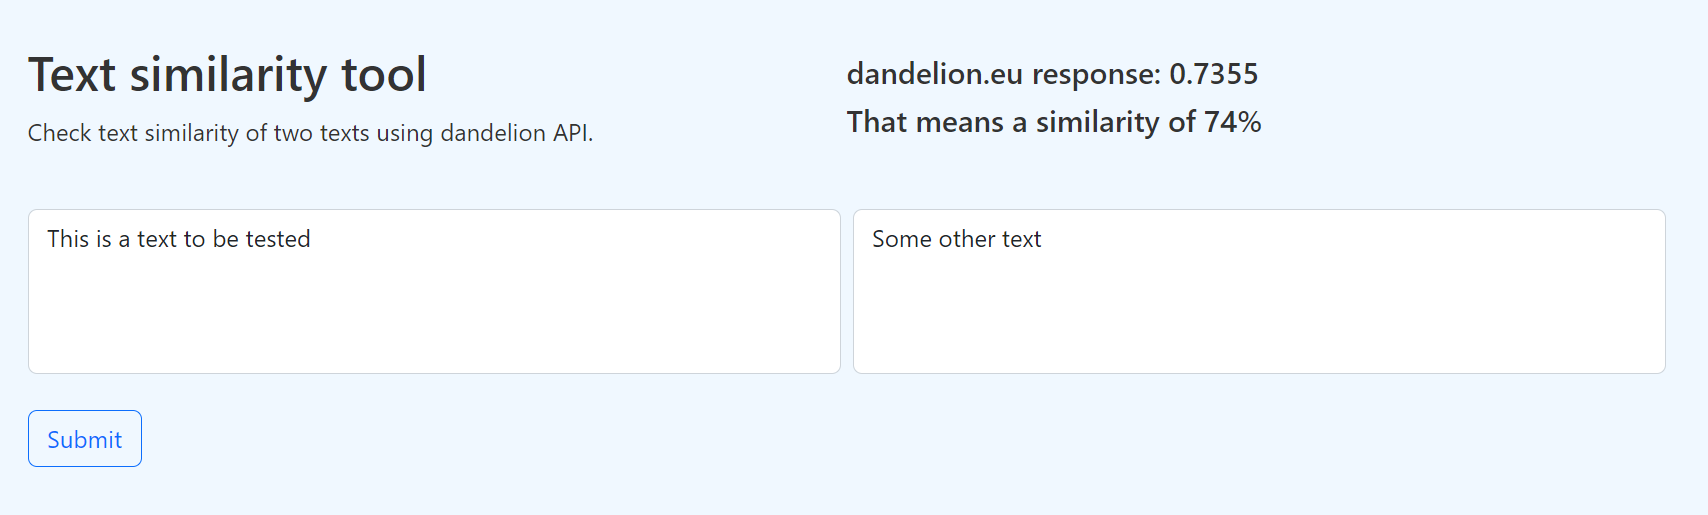 Text similarity tool
Check text similarity of two texts using dandelion API.
dandelion.eu response: 0.7355
That means a similarity of 74%
This is a text to be tested
Some other text
Submit